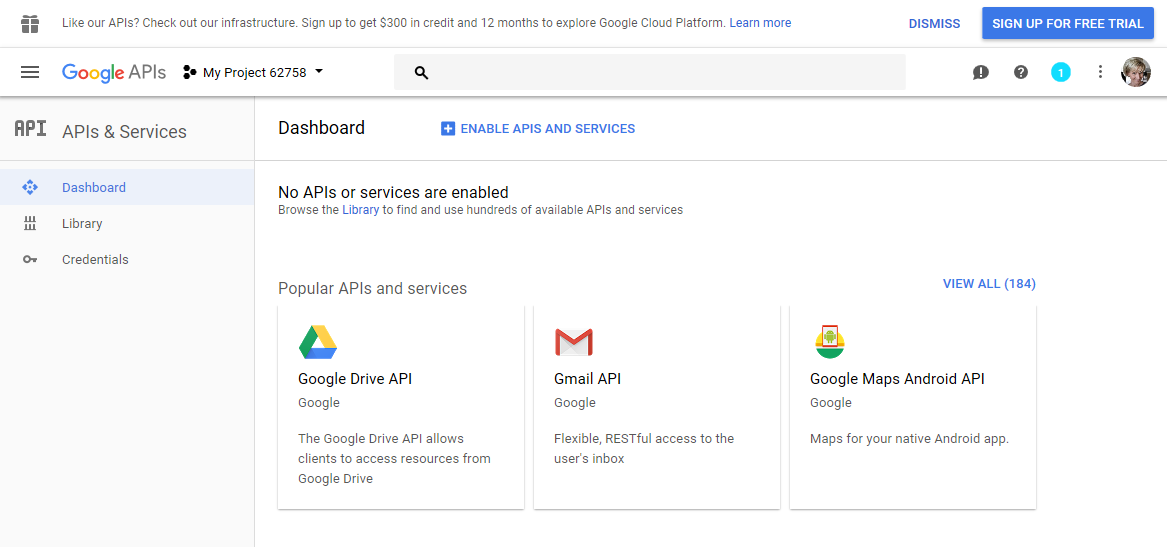 Like our APIs? Check out our infrastructure. Sign up to get $300 in credit and 12 months to explore Google Cloud Platform. Learn more
DISMISS
SIGN UP FOR FREE TRIAL
Google APIs
My Project 62758
1
API
APIs & Services
Dashboard
ENABLE APIS AND SERVICES
Dashboard
Library
Credentials
No APIs or services are enabled
Browse the Library to find and use hundreds of available APIs and services
Popular APIs and services
VIEW ALL (184)
Google Drive API
Google
The Google Drive API allows
clients to access resources from
Google Drive
Gmail API
Google
Flexible, RESTful access to the
user's inbox
Google Maps Android API
Google
Maps for your native Android app.